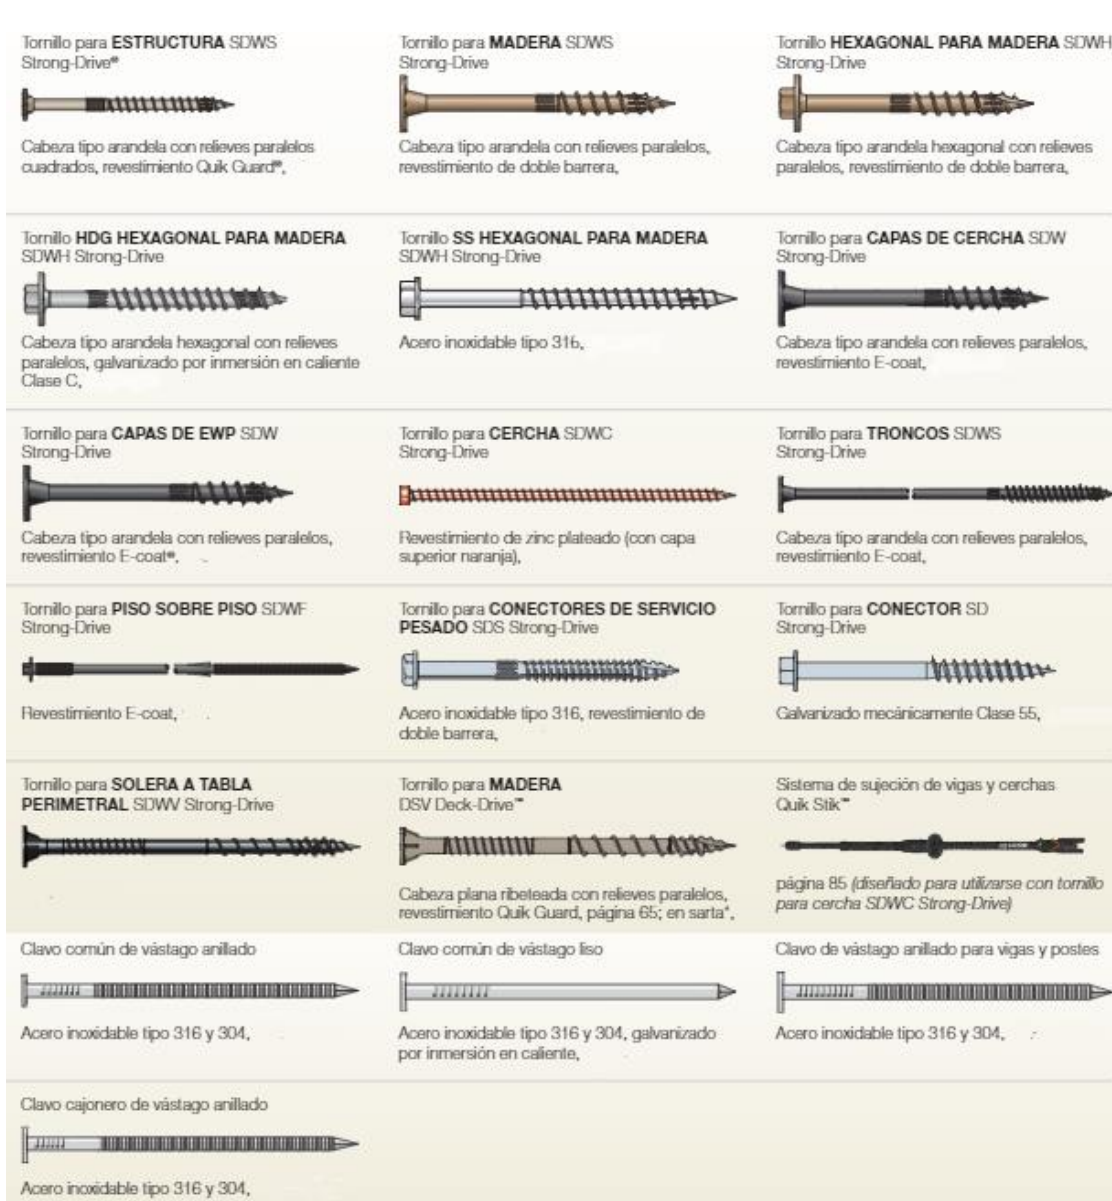 Tornillo para ESTRUCTURA SDWS
Strong-Drive®
Cabeza tipo arandela con relieves paralelos
cuadrados, revestimiento Quik Guard®,
Tornillo para MADERA SDWS
Strong-Drive
Cabeza tipo arandela con relieves paralelos,
revestimiento de doble barrera,
Tornillo HEXAGONAL PARA MADERA SDWH
Strong-Drive
Cabeza tipo arandela hexagonal con relieves
paralelos, revestimiento de doble barrera,
Tornillo HDG HEXAGONAL PARA MADERA
SDWH Strong-Drive
Cabeza tipo arandela hexagonal con relieves
paralelos, galvanizado por inmersión en caliente
Clase C,
Tornillo SS HEXAGONAL PARA MADERA
SDWH Strong-Drive
Acero inoxidable tipo 316,
Tornillo para CAPAS DE CERCHA SDW
Strong-Drive
Cabeza tipo arandela con relieves paralelos,
revestimiento E-coat,
Tornillo para CAPAS DE EWP SDW
Strong-Drive
Cabeza tipo arandela con relieves paralelos,
revestimiento E-coat®,
Tornillo para CERCHA SDWC
Strong-Drive
Revestimiento de zinc plateado (con capa
superior naranja),
Tornillo para TRONCOS SDWS
Strong-Drive
Cabeza tipo arandela con relieves paralelos,
revestimiento E-coat,
Tornillo para PISO SOBRE PISO SDWF
Strong-Drive
Revestimiento E-coat,
Tornillo para CONECTORES DE SERVICIO
PESADO SDS Strong-Drive
Acero inoxidable tipo 316, revestimiento de
doble barrera,
Tornillo para CONECTOR SD
Strong-Drive
Galvanizado mecánicamente Clase 55,
Tornillo para SOLERA A TABLA
PERIMETRAL SDWV Strong-Drive
Tornillo para MADERA
DSV Deck-Drive™
Cabeza plana ribeteada con relieves paralelos,
revestimiento Quik Guard, página 65; en sarta*,
Sistema de sujeción de vigas y cerchas
Quik Stik™
página 85 (diseñado para utilizarse con tornillo
para cercha SDWC Strong-Drive)
Clavo común de vástago anillado
Acero inoxidable tipo 316 y 304,
Clavo común de vástago liso
Acero inoxidable tipo 316 y 304, galvanizado
por inmersión en caliente,
Clavo de vástago anillado para vigas y postes
Acero inoxidable tipo 316 y 304,
Clavo cajonero de vástago anillado
Acero inoxidable tipo 316 y 304,